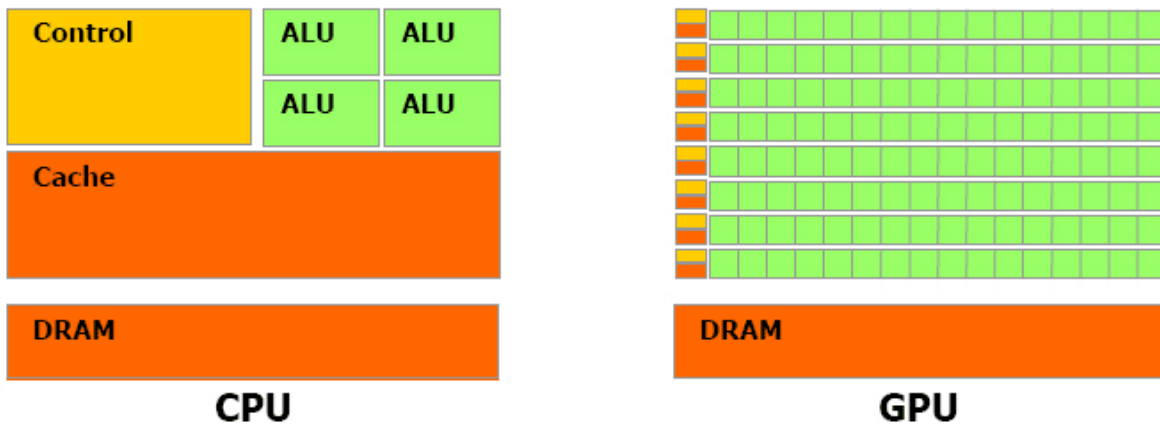 Control
ALU ALU
ALU ALU
Cache
DRAM
CPU
DRAM
GPU